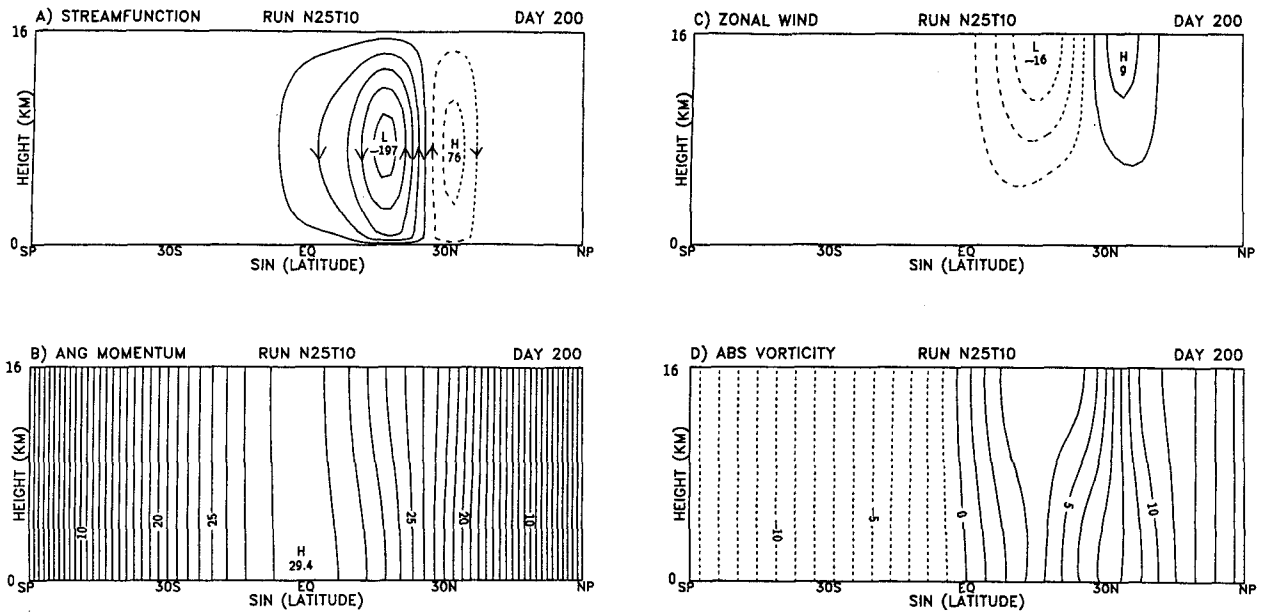 A) STREAMFUNCTION RUN N25T10 DAY 200
16
HEIGHT (KM)
L
-197
H
76
0
SP 30S EQ 30N NP
SIN (LATITUDE)
C) ZONAL WIND RUN N25T10 DAY 200
16
HEIGHT (KM)
L
-16
H
9
0
SP 30S EQ 30N NP
SIN (LATITUDE)
B) ANG MOMENTUM RUN N25T10 DAY 200
16
HEIGHT (KM)
10
20
25
H
29.4
25
20
10
0
SP 30S EQ 30N NP
SIN (LATITUDE)
D) ABS VORTICITY RUN N25T10 DAY 200
16
HEIGHT (KM)
-10
-5
0
5
10
0
SP 30S EQ 30N NP
SIN (LATITUDE)